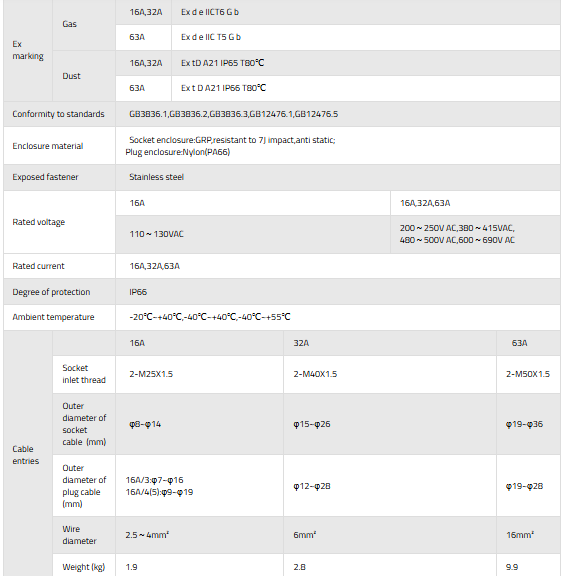 Ex marking
Gas
16A,32A Ex d e IICT6 G b
63A Ex d e IIC T5 G b
Dust
16A,32A Ex tD A21 IP65 T80℃
63A Ex t D A21 IP66 T80℃
Conformity to standards GB3836.1,GB3836.2,GB3836.3,GB12476.1,GB12476.5
Enclosure material
Socket enclosure:GRP,resistant to 7J impact,anti static;
Plug enclosure:Nylon(PA66)
Exposed fastener Stainless steel
Rated voltage
16A 16A,32A,63A
110～130VAC
200～250V AC,380～415VAC,
480～500V AC,600～690V AC
Rated current 16A,32A,63A
Degree of protection IP66
Ambient temperature -20℃~+40℃,-40℃~+40℃,-40℃~+55℃
Cable entries
16A 32A 63A
Socket inlet thread 2-M25X1.5 2-M40X1.5 2-M50X1.5
Outer diameter of socket cable (mm) φ8~φ14 φ15~φ26 φ19~φ36
Outer diameter of plug cable (mm)
16A/3:φ7~φ16
16A/4(5):φ9~φ19
φ12~φ28 φ19~φ28
Wire diameter 2.5～4mm² 6mm² 16mm²
Weight (kg) 1.9 2.8 9.9